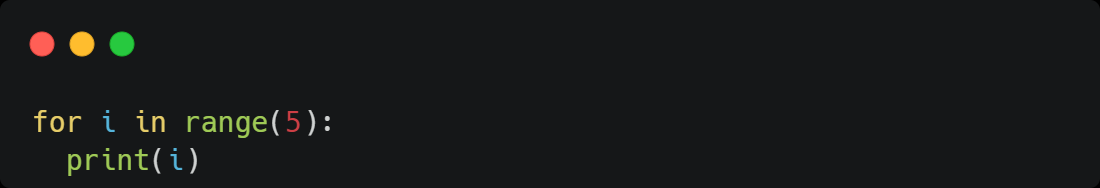 for i in range(5):
  print(i)